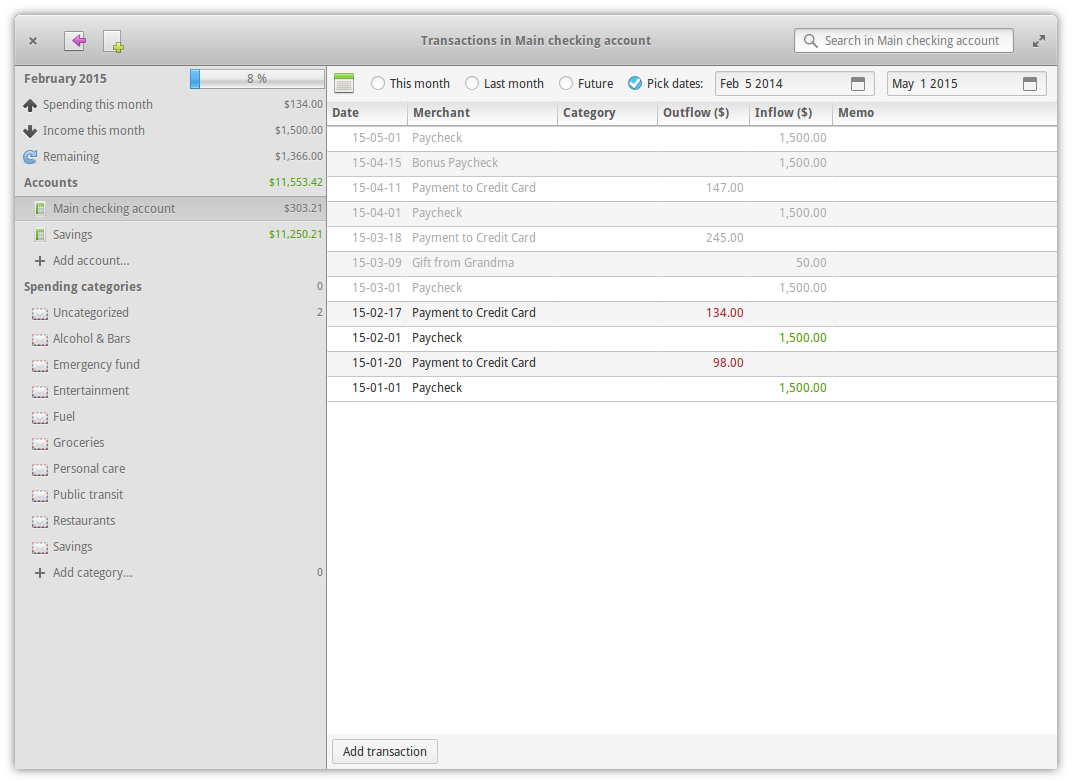 Transactions in Main checking account
Search in Main checking account
February 2015 8 %
Spending this month $134.00
Income this month $1,500.00
Remaining $1,366.00
Accounts $11,553.42
Main checking account $303.21
Savings $11,250.21
Add account...
Spending categories 0
Uncategorized 2
Alcohol & Bars
Emergency fund
Entertainment
Fuel
Groceries
Personal care
Public transit
Restaurants
Savings
Add category... 0
This month Last month Future Pick dates: Feb 5 2014 May 1 2015
Date Merchant Category Outflow ($) Inflow ($) Memo
15-05-01 Paycheck 1,500.00
15-04-15 Bonus Paycheck 1,500.00
15-04-11 Payment to Credit Card 147.00
15-04-01 Paycheck 1,500.00
15-03-18 Payment to Credit Card 245.00
15-03-09 Gift from Grandma 50.00
15-03-01 Paycheck 1,500.00
15-02-17 Payment to Credit Card 134.00
15-02-01 Paycheck 1,500.00
15-01-20 Payment to Credit Card 98.00
15-01-01 Paycheck 1,500.00
Add transaction